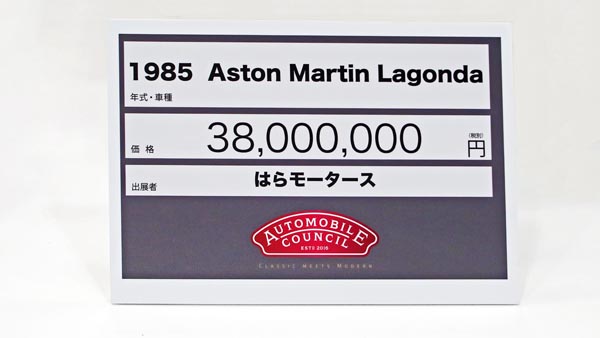 1985 Aston Martin Lagonda
年式・車種
価格 38,000,000 (税別) 円
出展者 はらモータース
AUTOMOBILE
COUNCIL
ESTD 2016
CLASSIC MEETS MODERN